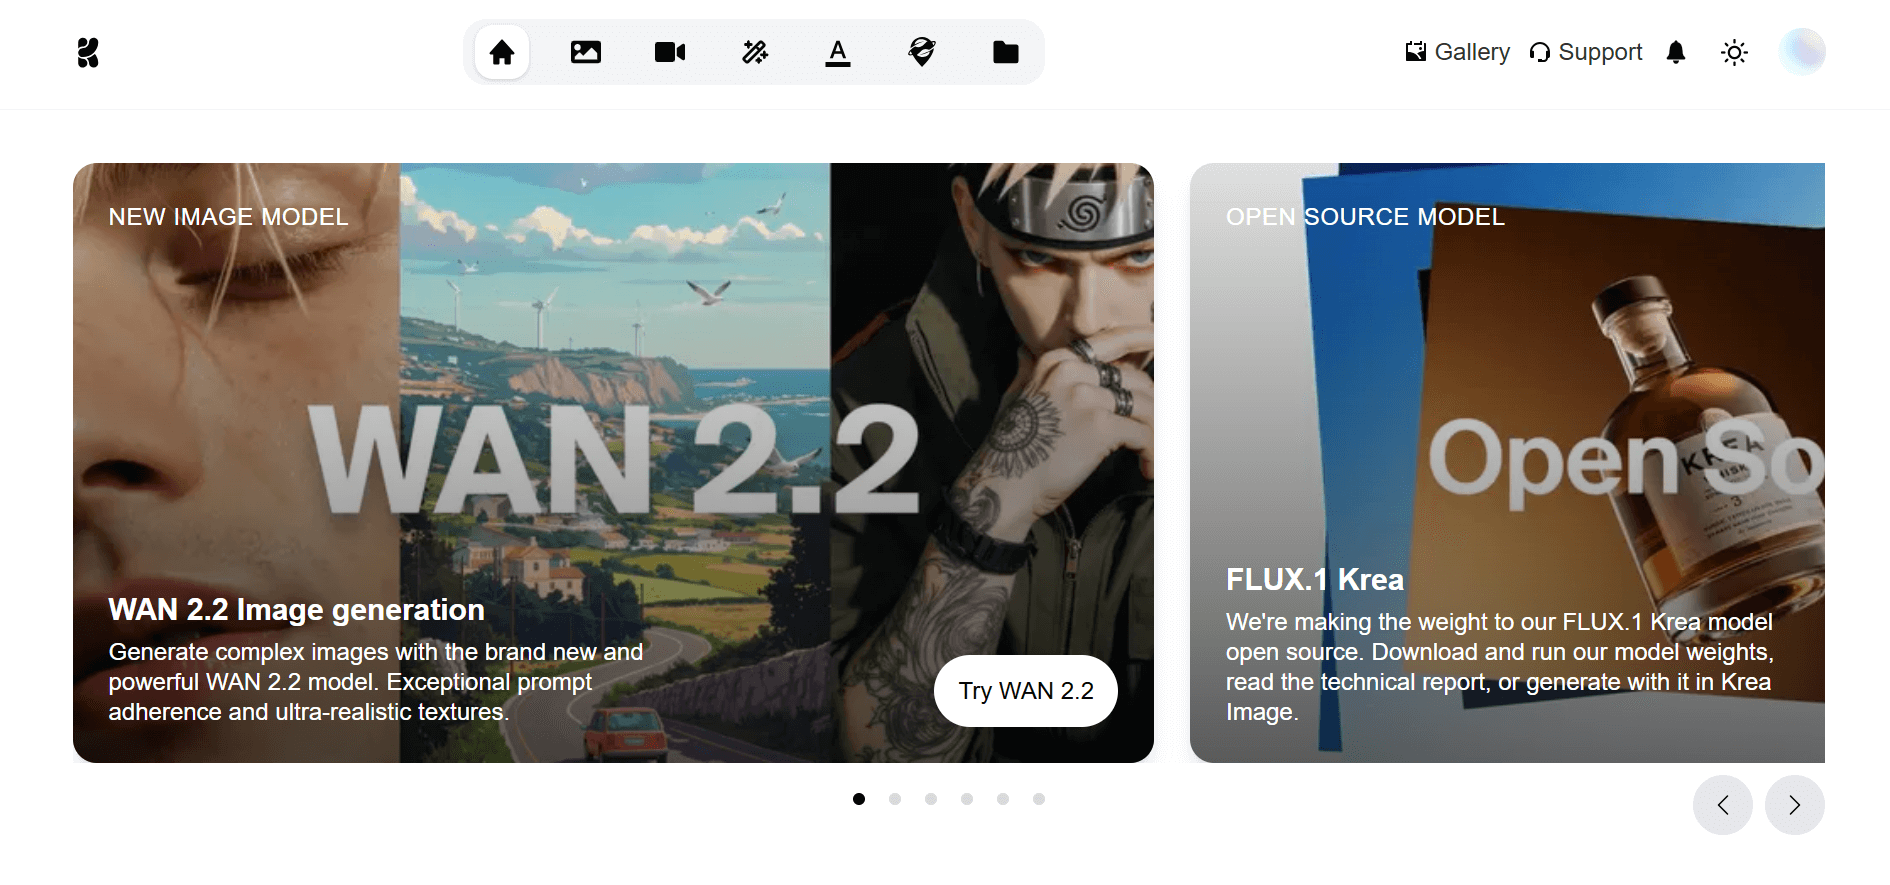 Gallery
Support
NEW IMAGE MODEL
WAN 2.2
WAN 2.2 Image generation
Generate complex images with the brand new and
powerful WAN 2.2 model. Exceptional prompt
adherence and ultra-realistic textures.
Try WAN 2.2
OPEN SOURCE MODEL
Open So
KREA
FLUX.1 Krea
We're making the weight to our FLUX.1 Krea model
open source. Download and run our model weights,
read the technical report, or generate with it in Krea
Image.